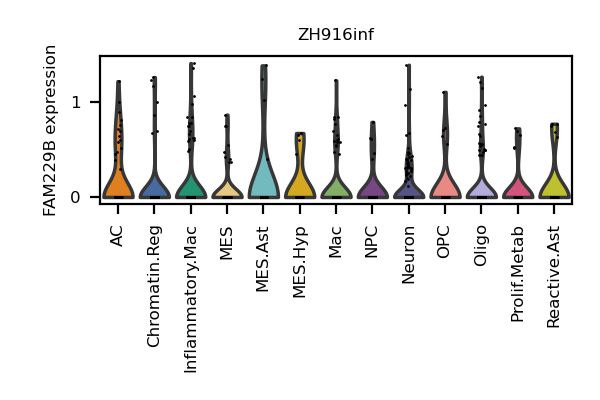 ZH916inf
FAM229B expression
1
0
AC
Chromatin.Reg
Inflammatory.Mac
MES
MES.Ast
MES.Hyp
Mac
NPC
Neuron
OPC
Oligo
Prolif.Metab
Reactive.Ast